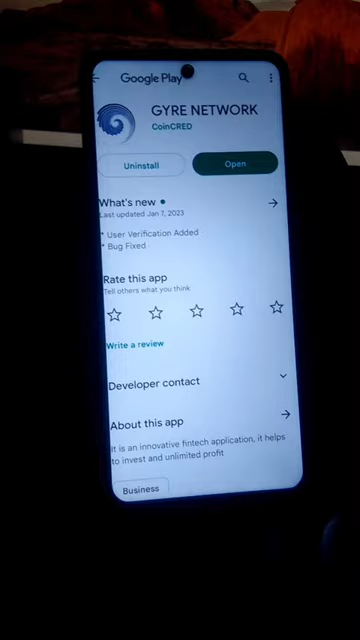 Google Play
GYRE NETWORK
CoinCRED
Uninstall
Open
What's new
Last updated Jan 7, 2023
* User Verification Added
* Bug Fixed
Rate this app
Tell others what you think
Write a review
Developer contact
About this app
It is an innovative fintech application, it helps
to invest and unlimited profit
Business